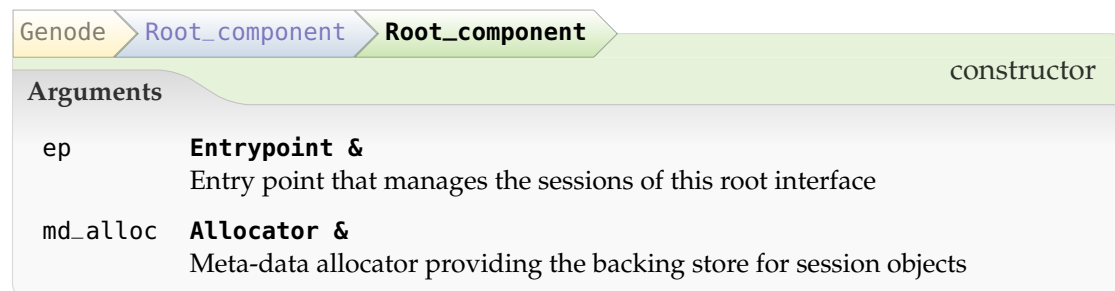 Genode Root_component Root_component
constructor
Arguments
ep Entrypoint &
Entry point that manages the sessions of this root interface
md_alloc Allocator &
Meta-data allocator providing the backing store for session objects